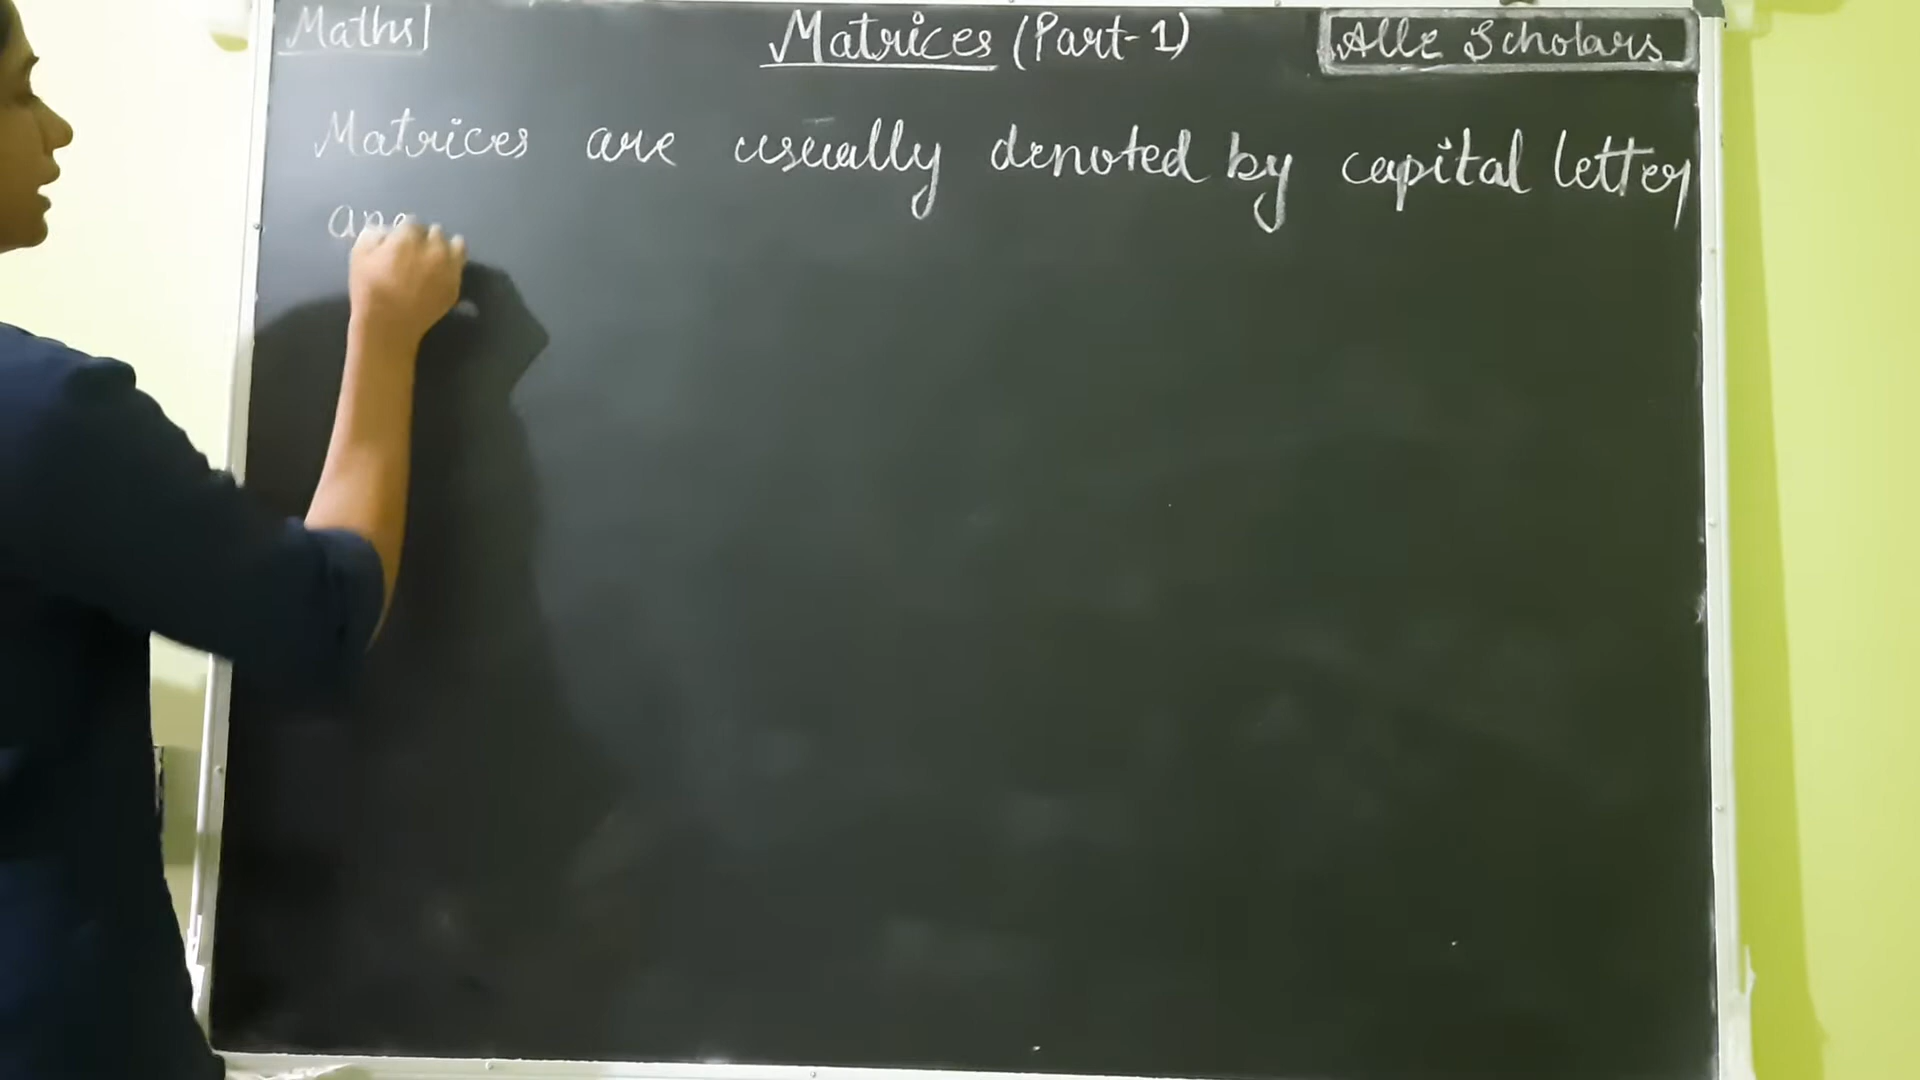 Maths
Matrices (Part-1)
Alle Scholars
Matrices are usually denoted by capital letter